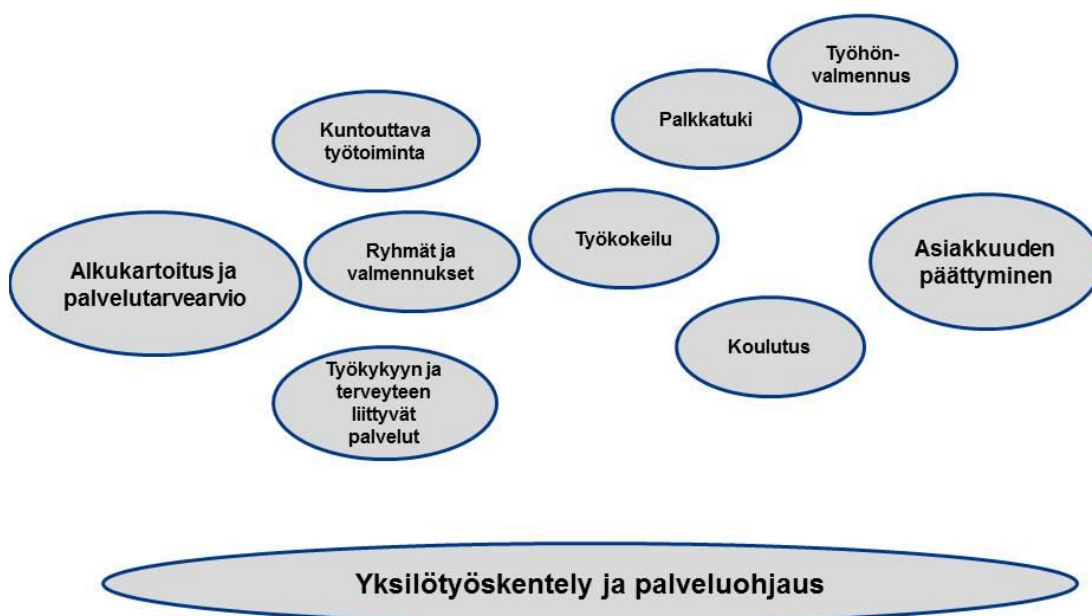 Työhön-
valmennus
Palkkatuki
Kuntouttava
työtoiminta
Työkokeilu
Ryhmät ja
valmennukset
Alkukartoitus ja
palvelutarvearvio
Asiakkuuden
päättyminen
Koulutus
Työkykyyn ja
terveyteen
liittyvät
palvelut
Yksilötyöskentely ja palveluohjaus